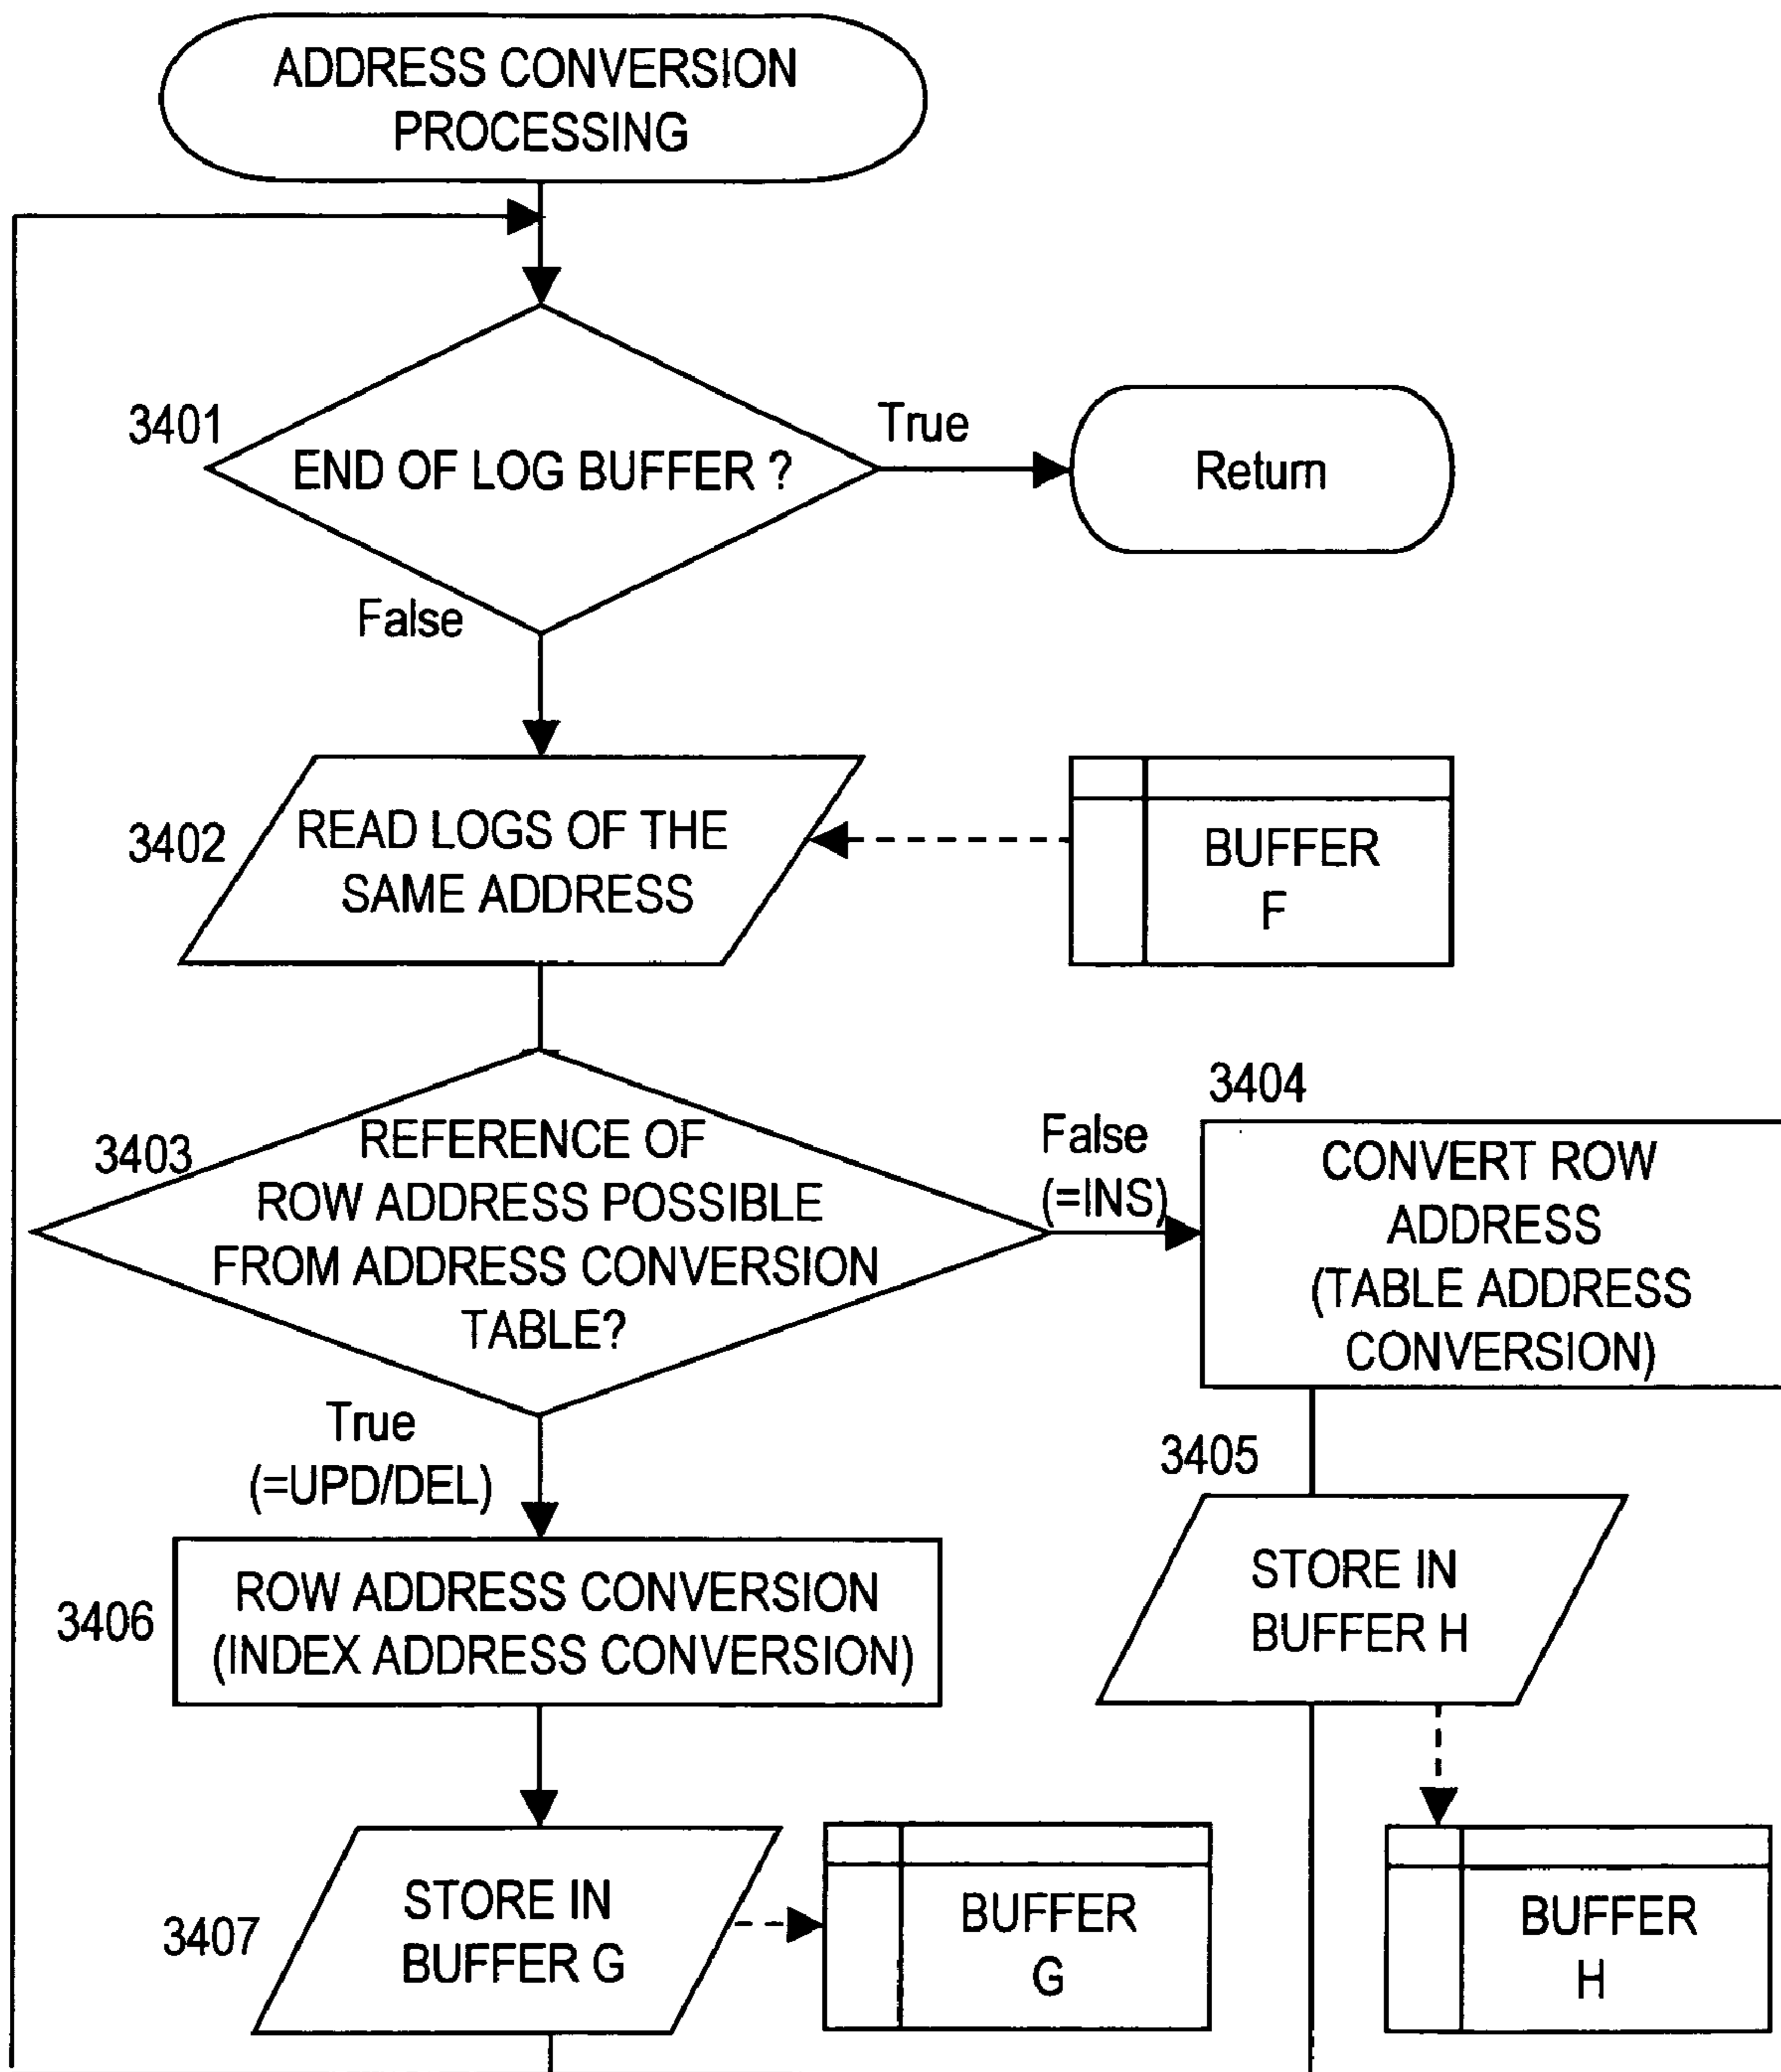 ADDRESS CONVERSION
PROCESSING
3401
END OF LOG BUFFER ?
True
Return
False
3402
READ LOGS OF THE
SAME ADDRESS
BUFFER
F
3403
REFERENCE OF
ROW ADDRESS POSSIBLE
FROM ADDRESS CONVERSION
TABLE?
False
(=INS)
3404
CONVERT ROW
ADDRESS
(TABLE ADDRESS
CONVERSION)
True
(=UPD/DEL)
3405
STORE IN
BUFFER H
3406
ROW ADDRESS CONVERSION
(INDEX ADDRESS CONVERSION)
3407
STORE IN
BUFFER G
BUFFER
G
BUFFER
H